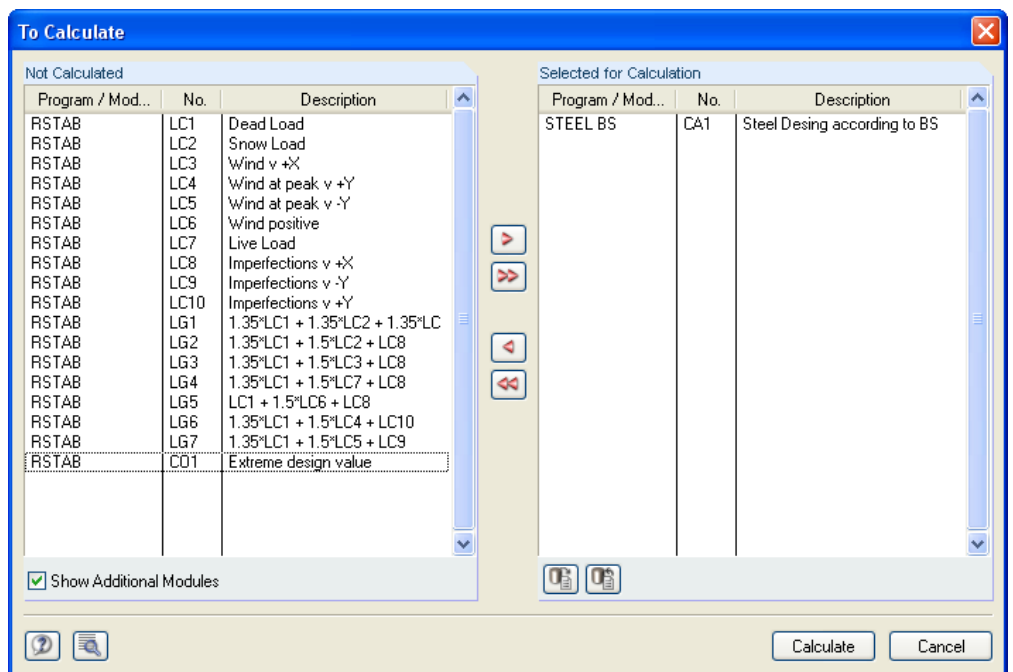 To Calculate
Not Calculated
Program / Mod... No. Description
RSTAB LC1 Dead Load
RSTAB LC2 Snow Load
RSTAB LC3 Wind v +X
RSTAB LC4 Wind at peak v +Y
RSTAB LC5 Wind at peak v -Y
RSTAB LC6 Wind positive
RSTAB LC7 Live Load
RSTAB LC8 Imperfections v +X
RSTAB LC9 Imperfections v -Y
RSTAB LC10 Imperfections v +Y
RSTAB LG1 1.35*LC1 + 1.35*LC2 + 1.35*LC
RSTAB LG2 1.35*LC1 + 1.5*LC2 + LC8
RSTAB LG3 1.35*LC1 + 1.5*LC3 + LC8
RSTAB LG4 1.35*LC1 + 1.5*LC7 + LC8
RSTAB LG5 LC1 + 1.5*LC6 + LC8
RSTAB LG6 1.35*LC1 + 1.5*LC4 + LC10
RSTAB LG7 1.35*LC1 + 1.5*LC5 + LC9
RSTAB CO1 Extreme design value
Show Additional Modules
Selected for Calculation
Program / Mod... No. Description
STEEL BS CA1 Steel Desing according to BS
Calculate Cancel